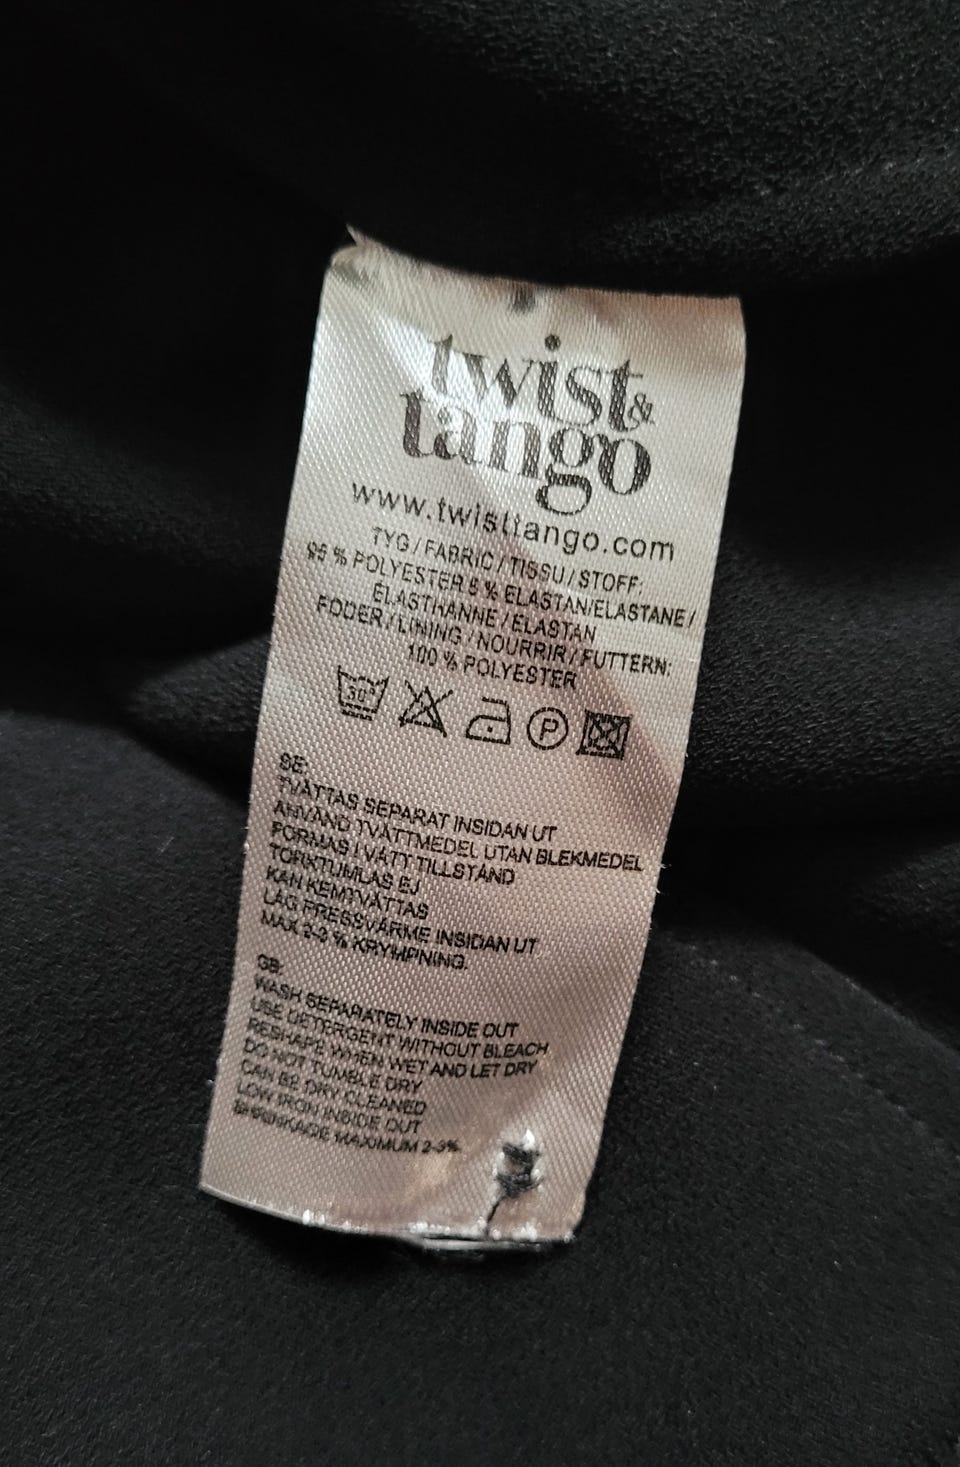 twist&
tango
www.twisttango.com
TYG / FABRIC / TISSU / STOFF:
95 % POLYESTER 5 % ELASTAN/ELASTANE /
ÉLASTHANNE / ELASTAN
FODER / LINING / NOURRIR / FUTTERN:
100 % POLYESTER
30°
P
SE:
TVÄTTAS SEPARAT INSIDAN UT
ANVÄND TVÄTTMEDEL UTAN BLEKMEDEL
FORMAS I VÅTT TILLSTÅND
TORKTUMLAS EJ
KAN KEMTVÄTTAS
LÅG PRESSVÄRME INSIDAN UT
MAX 2-3 % KRYMPNING.
GB:
WASH SEPARATELY INSIDE OUT
USE DETERGENT WITHOUT BLEACH
RESHAPE WHEN WET AND LET DRY
DO NOT TUMBLE DRY
CAN BE DRY CLEANED
LOW IRON INSIDE OUT
SHRINKAGE MAXIMUM 2-3%